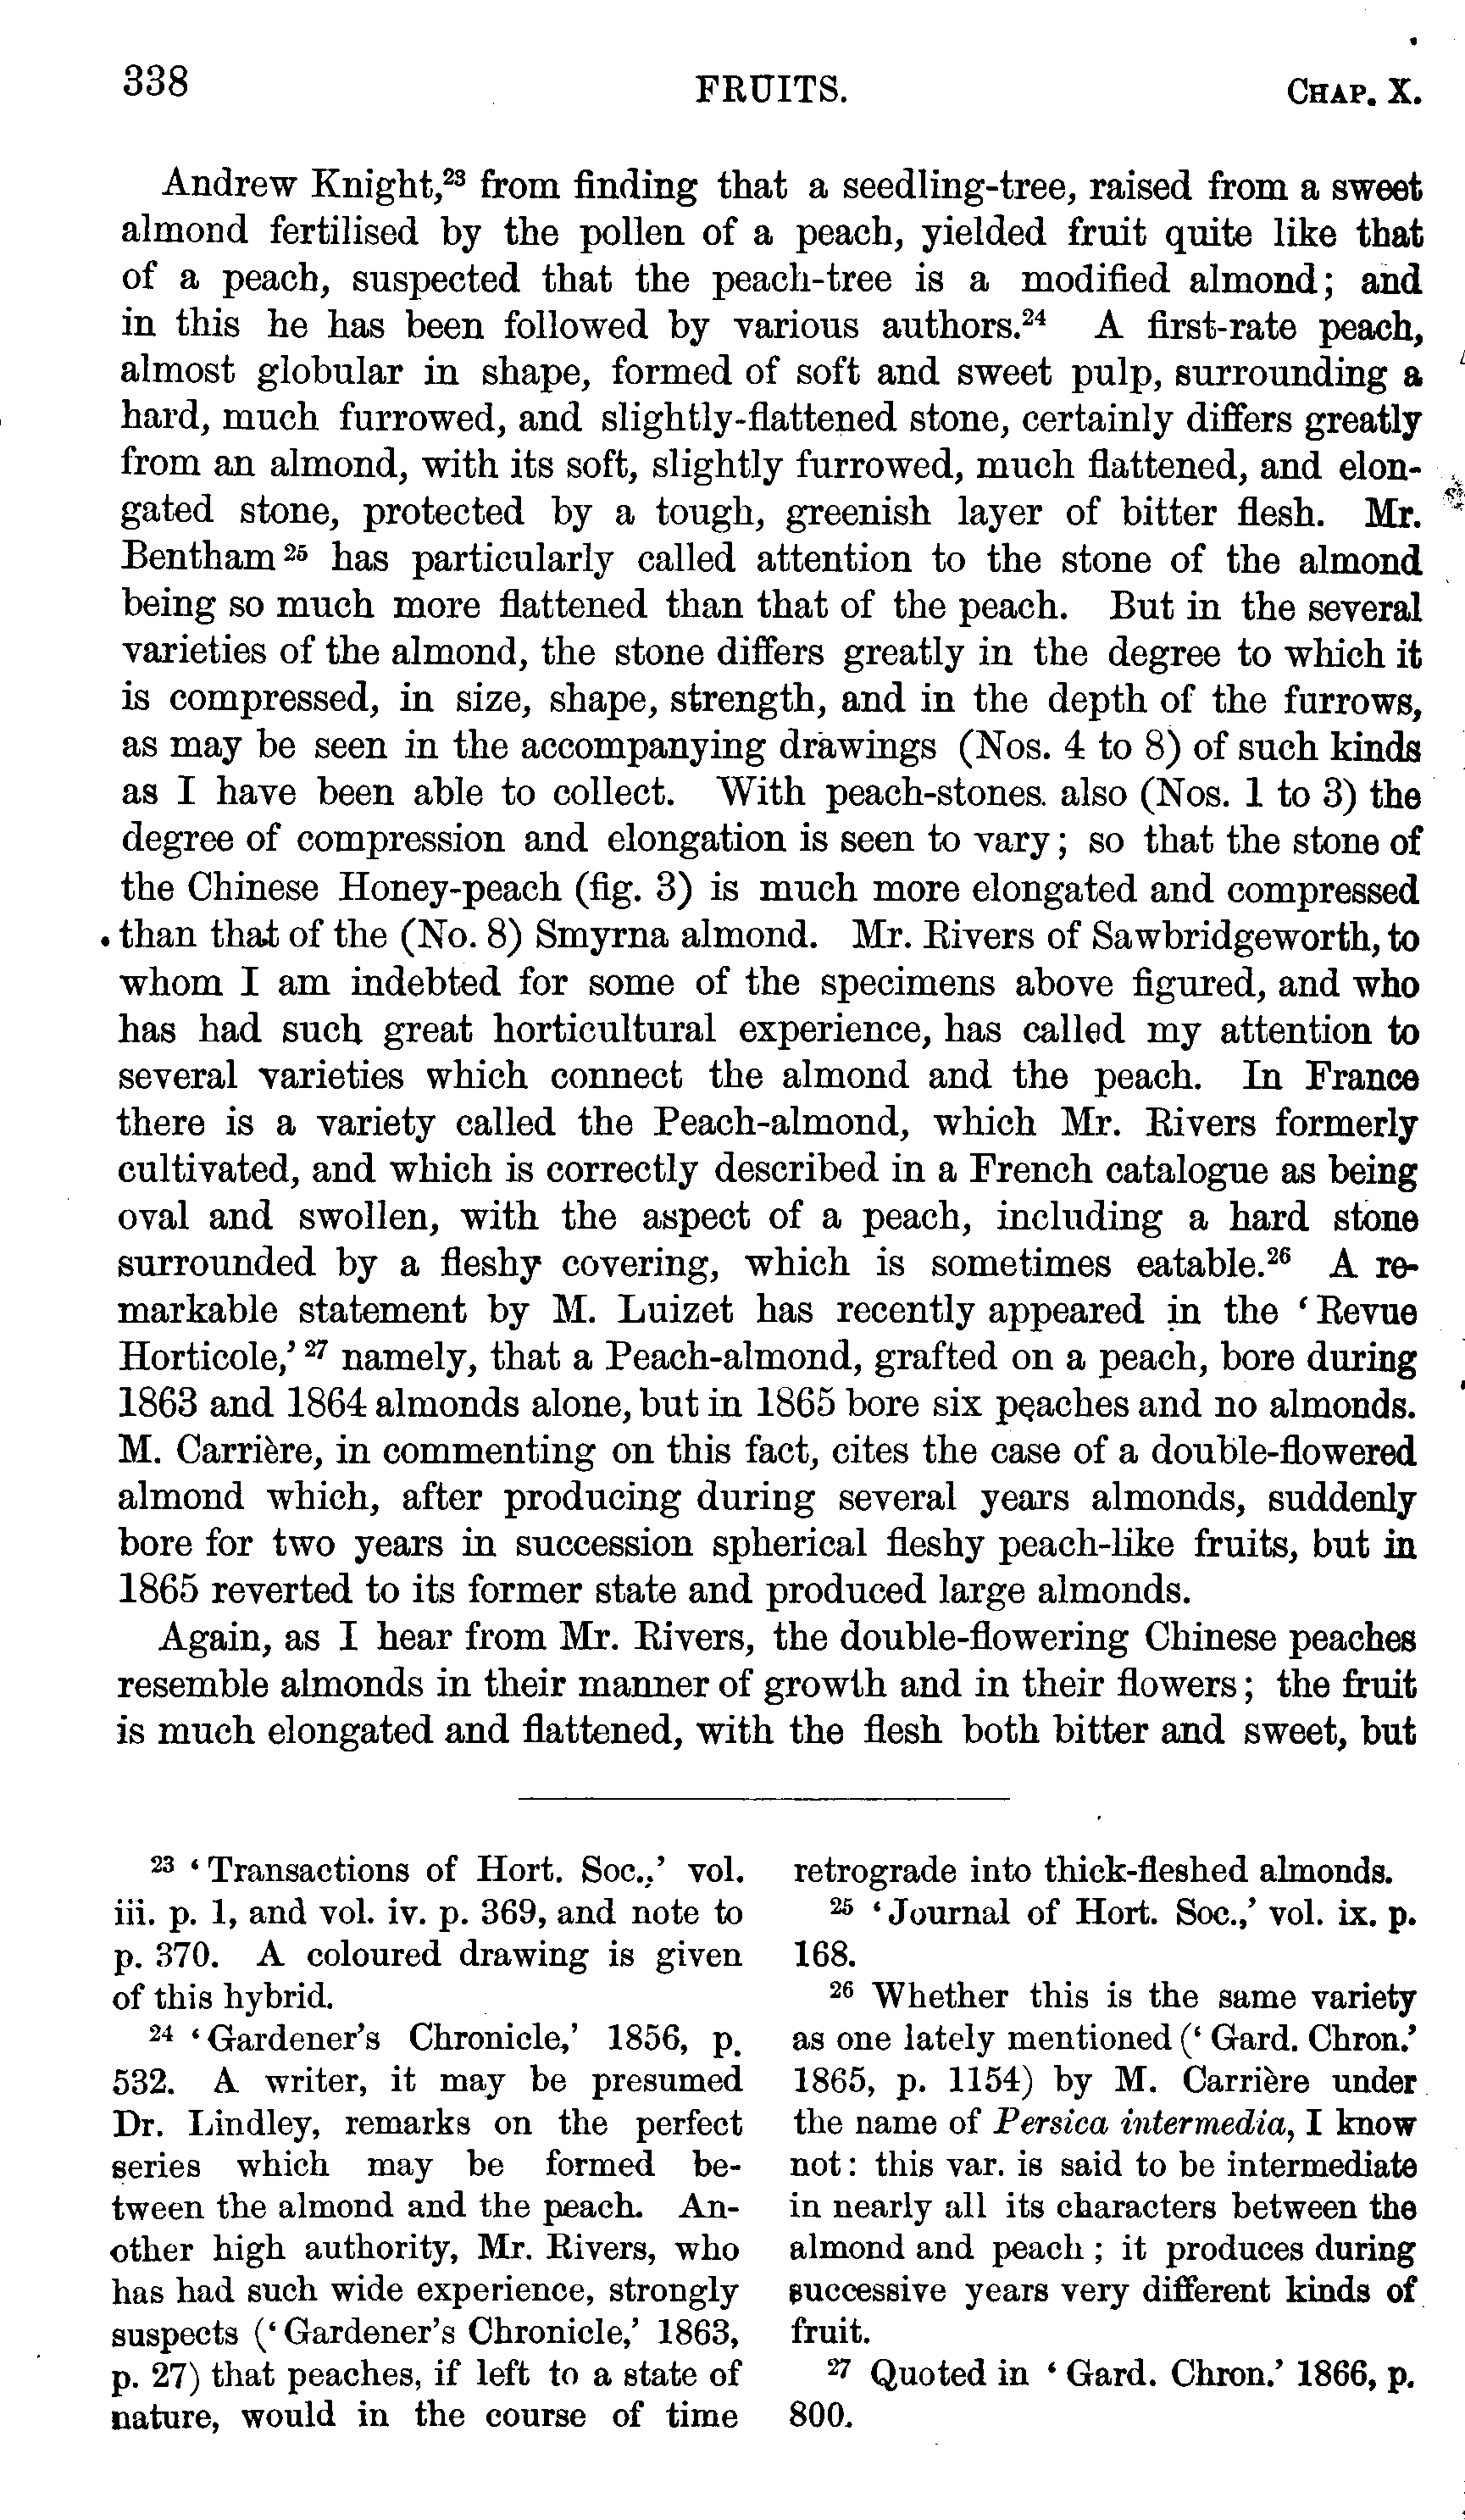 338
FRUITS.
CHAP. X.
Andrew Knight,²³ from finding that a seedling-tree, raised from a sweet
almond fertilised by the pollen of a peach, yielded fruit quite like that
of a peach, suspected that the peach-tree is a modified almond; and
in this he has been followed by various authors.²⁴ A first-rate peach,
almost globular in shape, formed of soft and sweet pulp, surrounding a
hard, much furrowed, and slightly-flattened stone, certainly differs greatly
from an almond, with its soft, slightly furrowed, much flattened, and elon-
gated stone, protected by a tough, greenish layer of bitter flesh. Mr.
Bentham²⁵ has particularly called attention to the stone of the almond
being so much more flattened than that of the peach. But in the several
varieties of the almond, the stone differs greatly in the degree to which it
is compressed, in size, shape, strength, and in the depth of the furrows,
as may be seen in the accompanying drawings (Nos. 4 to 8) of such kinds
as I have been able to collect. With peach-stones also (Nos. 1 to 3) the
degree of compression and elongation is seen to vary; so that the stone of
the Chinese Honey-peach (fig. 3) is much more elongated and compressed
than that of the (No. 8) Smyrna almond. Mr. Rivers of Sawbridgeworth, to
whom I am indebted for some of the specimens above figured, and who
has had such great horticultural experience, has called my attention to
several varieties which connect the almond and the peach. In France
there is a variety called the Peach-almond, which Mr. Rivers formerly
cultivated, and which is correctly described in a French catalogue as being
oval and swollen, with the aspect of a peach, including a hard stone
surrounded by a fleshy covering, which is sometimes eatable.²⁶ A re-
markable statement by M. Luizet has recently appeared in the ‘Revue
Horticole,’²⁷ namely, that a Peach-almond, grafted on a peach, bore during
1863 and 1864 almonds alone, but in 1865 bore six peaches and no almonds.
M. Carrière, in commenting on this fact, cites the case of a double-flowered
almond which, after producing during several years almonds, suddenly
bore for two years in succession spherical fleshy peach-like fruits, but in
1865 reverted to its former state and produced large almonds.
Again, as I hear from Mr. Rivers, the double-flowering Chinese peaches
resemble almonds in their manner of growth and in their flowers; the fruit
is much elongated and flattened, with the flesh both bitter and sweet, but
²³ ‘Transactions of Hort. Soc.,’ vol.
iii. p. 1, and vol. iv. p. 369, and note to
p. 370. A coloured drawing is given
of this hybrid.
²⁴ ‘Gardener’s Chronicle,’ 1856, p.
532. A writer, it may be presumed
Dr. Lindley, remarks on the perfect
series which may be formed be-
tween the almond and the peach. An-
other high authority, Mr. Rivers, who
has had such wide experience, strongly
suspects (‘Gardener’s Chronicle,’ 1863,
p. 27) that peaches, if left to a state of
nature, would in the course of time
retrograde into thick-fleshed almonds.
²⁵ ‘Journal of Hort. Soc.,’ vol. ix. p.
168.
²⁶ Whether this is the same variety
as one lately mentioned (‘Gard. Chron.’
1865, p. 1154) by M. Carrière under
the name of Persica intermedia, I know
not: this var. is said to be intermediate
in nearly all its characters between the
almond and peach; it produces during
successive years very different kinds of
fruit.
²⁷ Quoted in ‘Gard. Chron.’ 1866, p.
800.